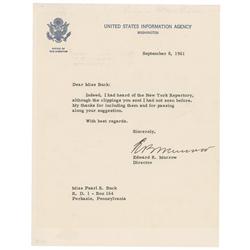 UNITED STATES INFORMATION AGENCY
WASHINGTON
OFFICE OF
THE DIRECTOR
September 8, 1961
Dear Miss Buck:
Indeed, I had heard of the New York Repertory,
although the clippings you sent I had not seen before.
My thanks for including them and for passing
along your suggestion.
With best regards.
Sincerely,
Edward R. Murrow
Director
Miss Pearl S. Buck
R. D. 1 - Box 164
Perkasie, Pennsylvania